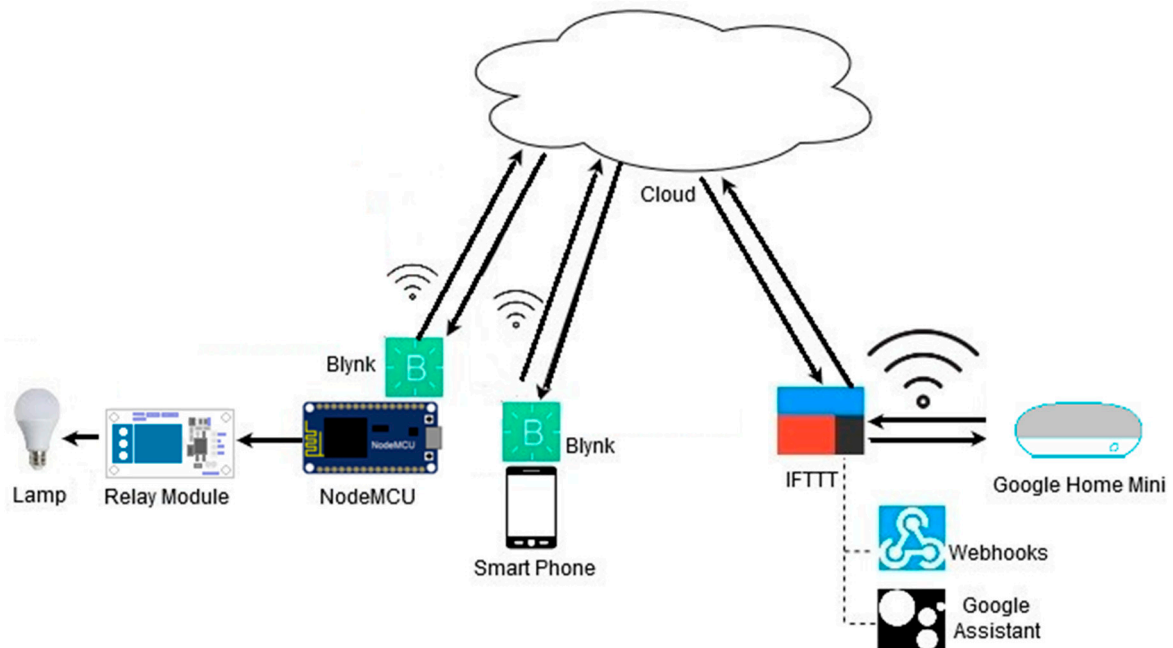 Cloud
Blynk
B
NodeMCU
B
Blynk
Lamp
Relay Module
NodeMCU
IFTTT
Google Home Mini
Smart Phone
Webhooks
Google
Assistant